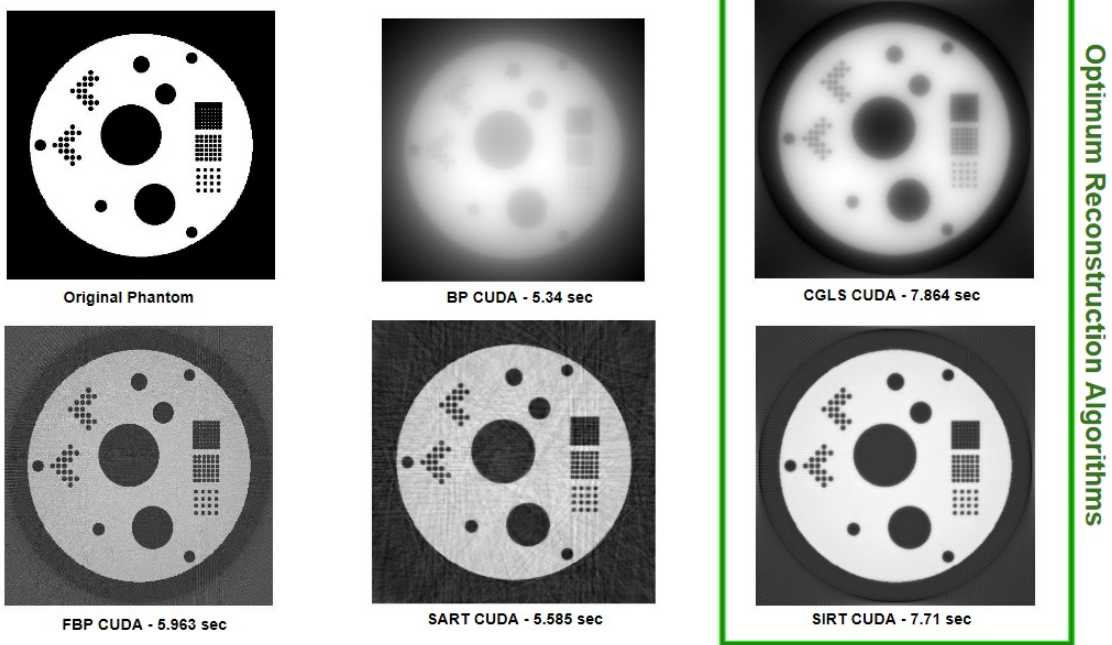 Original Phantom
BP CUDA - 5.34 sec
CGLS CUDA - 7.864 sec
FBP CUDA - 5.963 sec
SART CUDA - 5.585 sec
SIRT CUDA - 7.71 sec
Optimum Reconstruction Algorithms